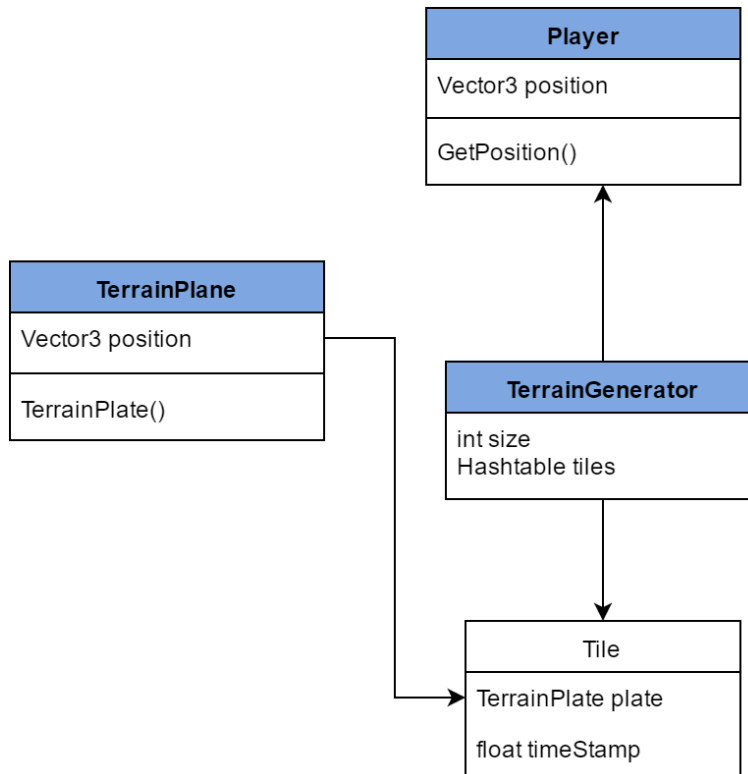 Player
Vector3 position
GetPosition()
TerrainPlane
Vector3 position
TerrainPlate()
TerrainGenerator
int size
Hashtable tiles
Tile
TerrainPlate plate
float timeStamp